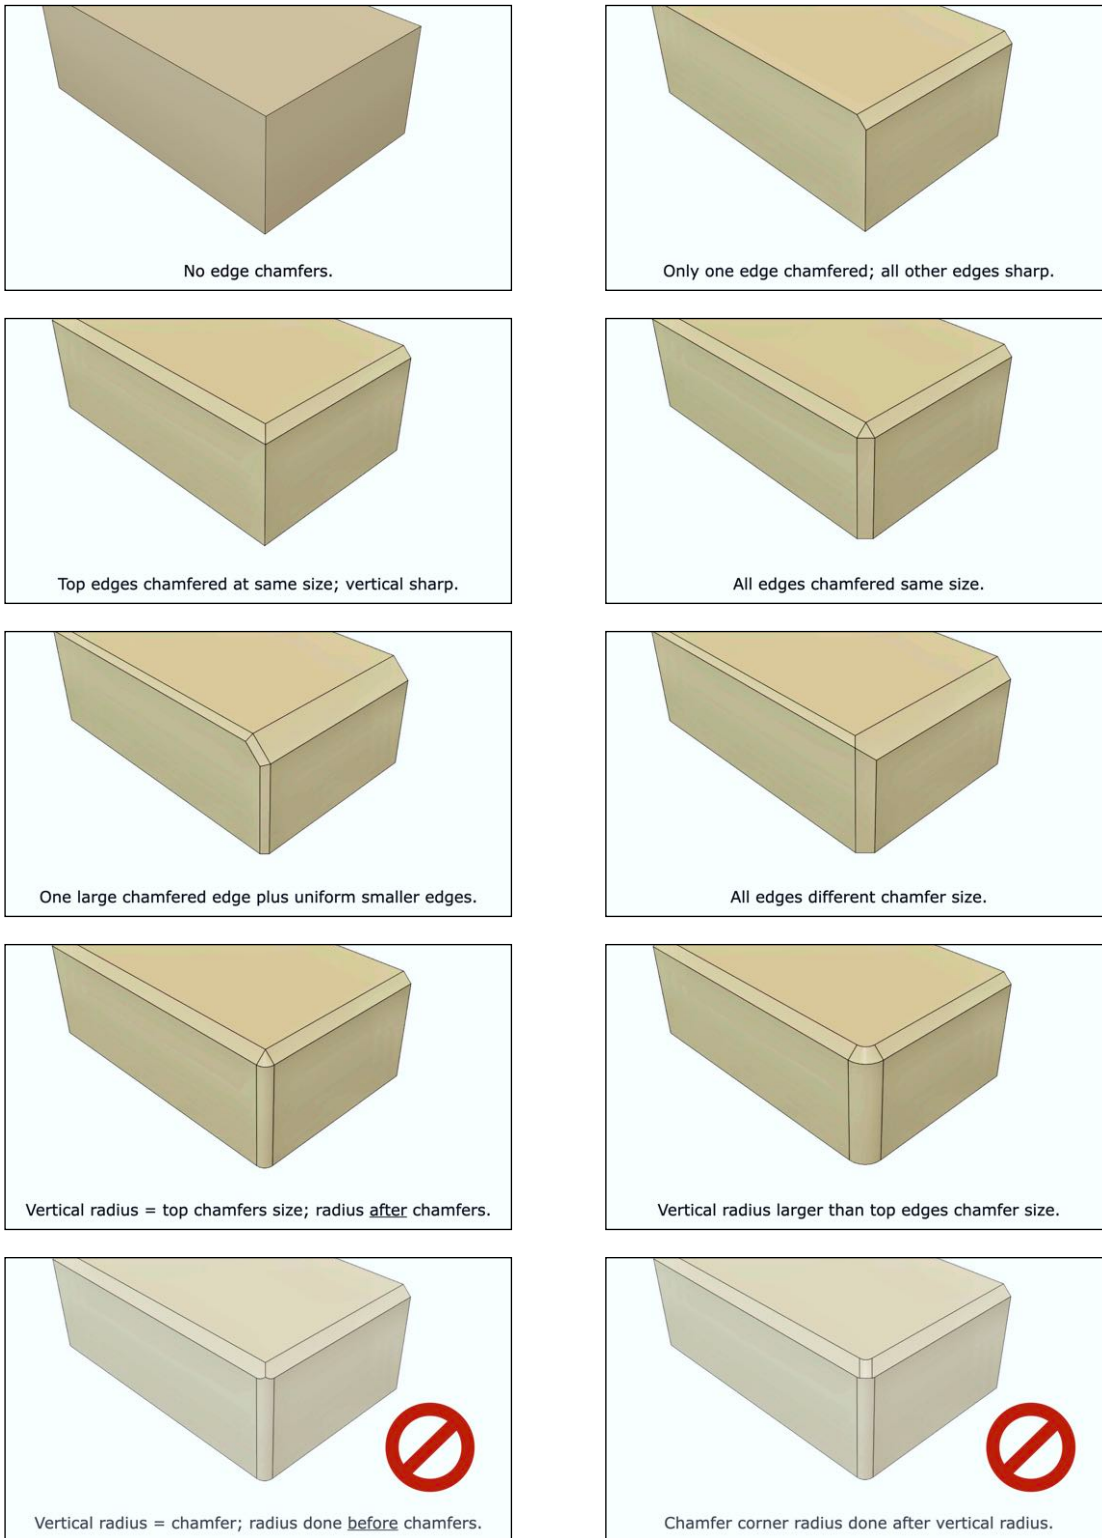 No edge chamfers.
Only one edge chamfered; all other edges sharp.
Top edges chamfered at same size; vertical sharp.
All edges chamfered same size.
One large chamfered edge plus uniform smaller edges.
All edges different chamfer size.
Vertical radius = top chamfers size; radius after chamfers.
Vertical radius larger than top edges chamfer size.
Vertical radius = chamfer; radius done before chamfers.
Chamfer corner radius done after vertical radius.